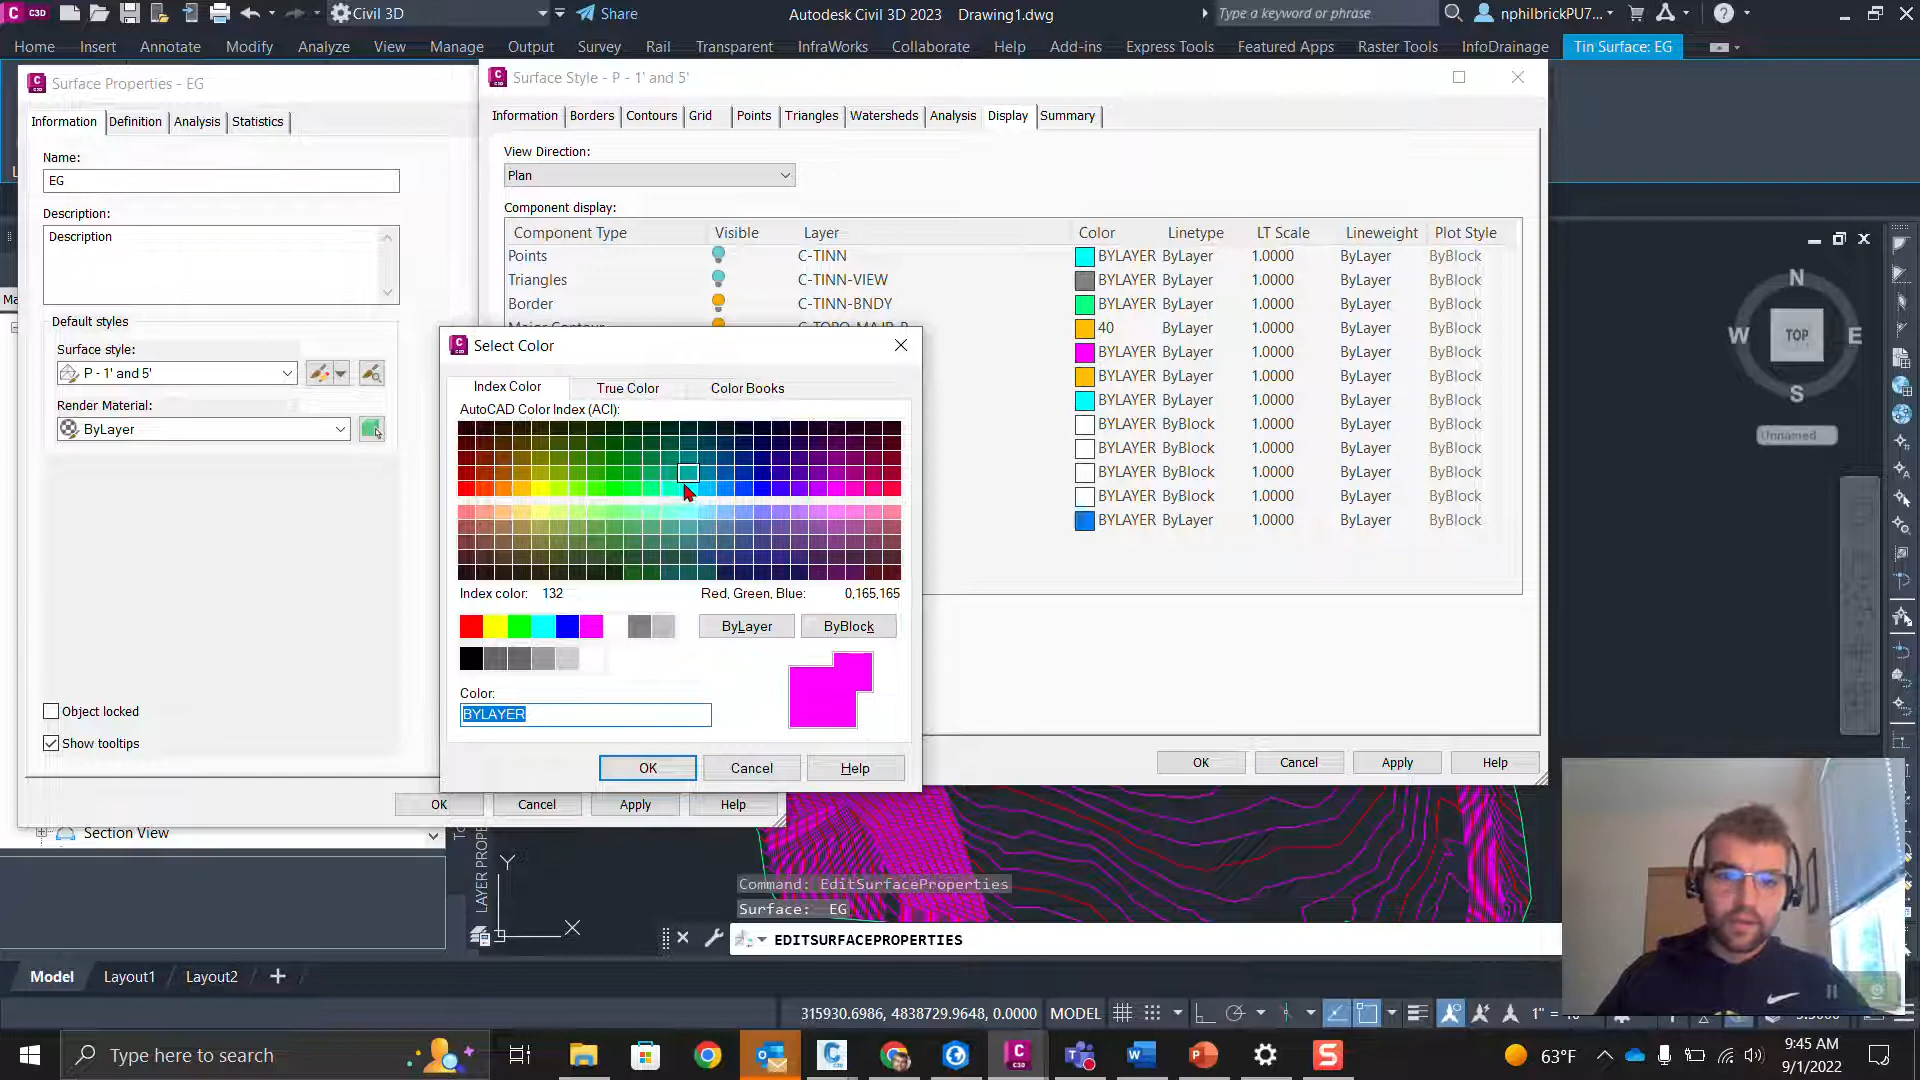 C3D
Civil 3D
Share
Autodesk Civil 3D 2023 Drawing1.dwg
Type a keyword or phrase
nphilbrickPU7...
Home Insert Annotate Modify Analyze View Manage Output Survey Rail Transparent InfraWorks Collaborate Help Add-ins Express Tools Featured Apps Raster Tools InfoDrainage Tin Surface: EG
Surface Properties - EG
Information Definition Analysis Statistics
Name:
EG
Description:
Description
Default styles
Surface style:
P - 1' and 5'
Render Material:
ByLayer
Object locked
Show tooltips
OK Cancel Apply Help
Section View
Surface Style - P - 1' and 5'
Information Borders Contours Grid Points Triangles Watersheds Analysis Display Summary
View Direction:
Plan
Component display:
Component Type Visible Layer Color Linetype LT Scale Lineweight Plot Style
Points C-TINN BYLAYER ByLayer 1.0000 ByLayer ByBlock
Triangles C-TINN-VIEW BYLAYER ByLayer 1.0000 ByLayer ByBlock
Border C-TINN-BNDY BYLAYER ByLayer 1.0000 ByLayer ByBlock
40 ByLayer 1.0000 ByLayer ByBlock
BYLAYER ByLayer 1.0000 ByLayer ByBlock
BYLAYER ByLayer 1.0000 ByLayer ByBlock
BYLAYER ByLayer 1.0000 ByLayer ByBlock
BYLAYER ByBlock 1.0000 ByLayer ByBlock
BYLAYER ByBlock 1.0000 ByLayer ByBlock
BYLAYER ByBlock 1.0000 ByLayer ByBlock
BYLAYER ByBlock 1.0000 ByLayer ByBlock
BYLAYER ByLayer 1.0000 ByLayer ByBlock
OK Cancel Apply Help
Select Color
Index Color True Color Color Books
AutoCAD Color Index (ACI):
Index color: 132 Red, Green, Blue: 0,165,165
ByLayer ByBlock
Color:
BYLAYER
OK Cancel Help
N
W TOP E
S
Unnamed
LAYER PROP
Y
X
Command: EditSurfaceProperties
Surface: EG
EDITSURFACEPROPERTIES
Model Layout1 Layout2 +
315930.6986, 4838729.9648, 0.0000 MODEL
Type here to search
63°F
9:45 AM
9/1/2022